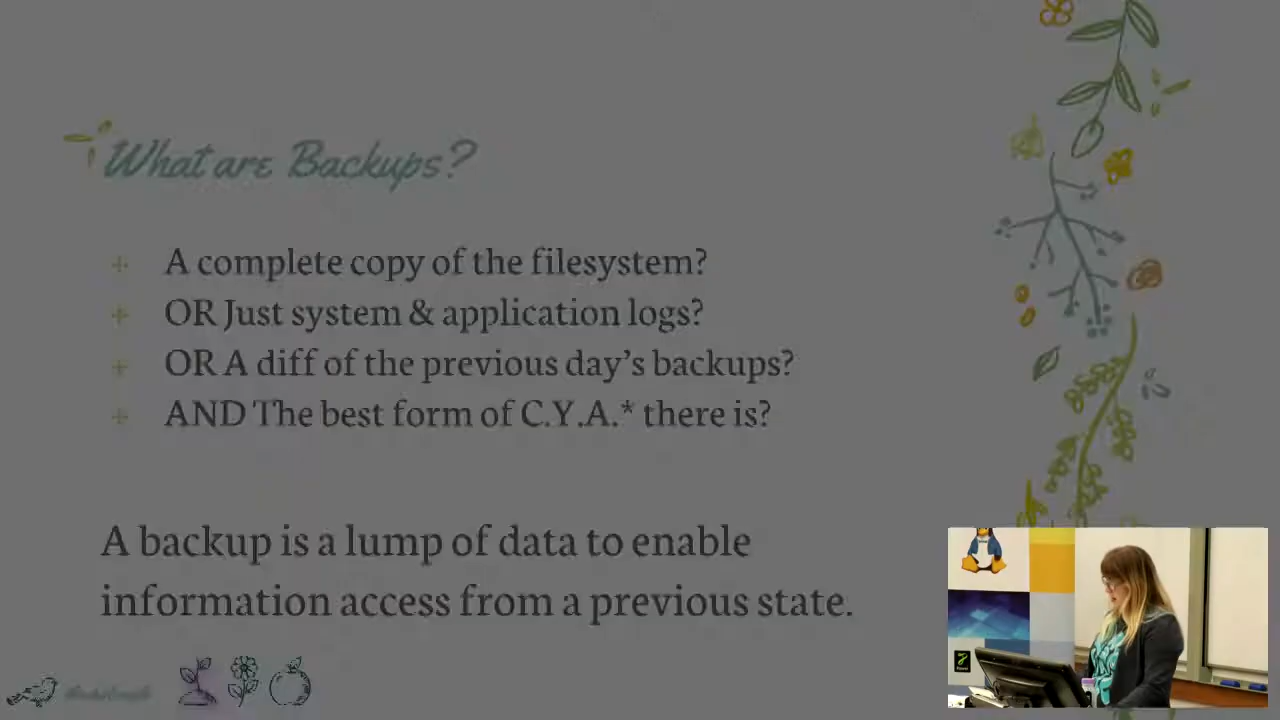 What are Backups?
A complete copy of the filesystem?
OR Just system & application logs?
OR A diff of the previous day's backups?
AND The best form of C.Y.A.* there is?
A backup is a lump of data to enable
information access from a previous state.